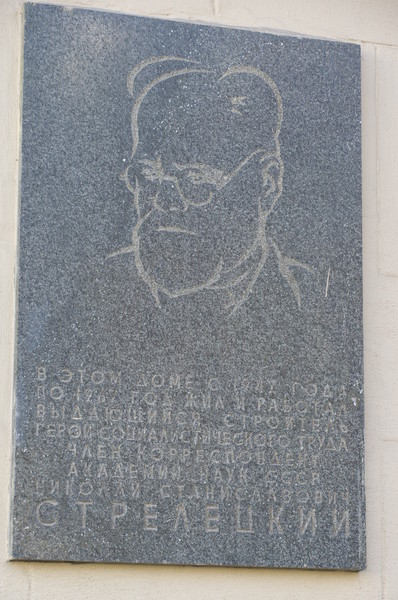 В ЭТОМ ДОМЕ С ГОДА
ПО 1967 ГОД ЖИЛ И РАБОТАЛ
ВЫДАЮЩИЙСЯ СТРОИТЕЛЬ
ГЕРОЙ СОЦИАЛИСТИЧЕСКОГО ТРУДА
ЧЛЕН КОРРЕСПОНДЕНТ
АКАДЕМИИ НАУК СССР
НИКОЛАЙ СТАНИСЛАВОВИЧ
СТРЕЛЕЦКИЙ